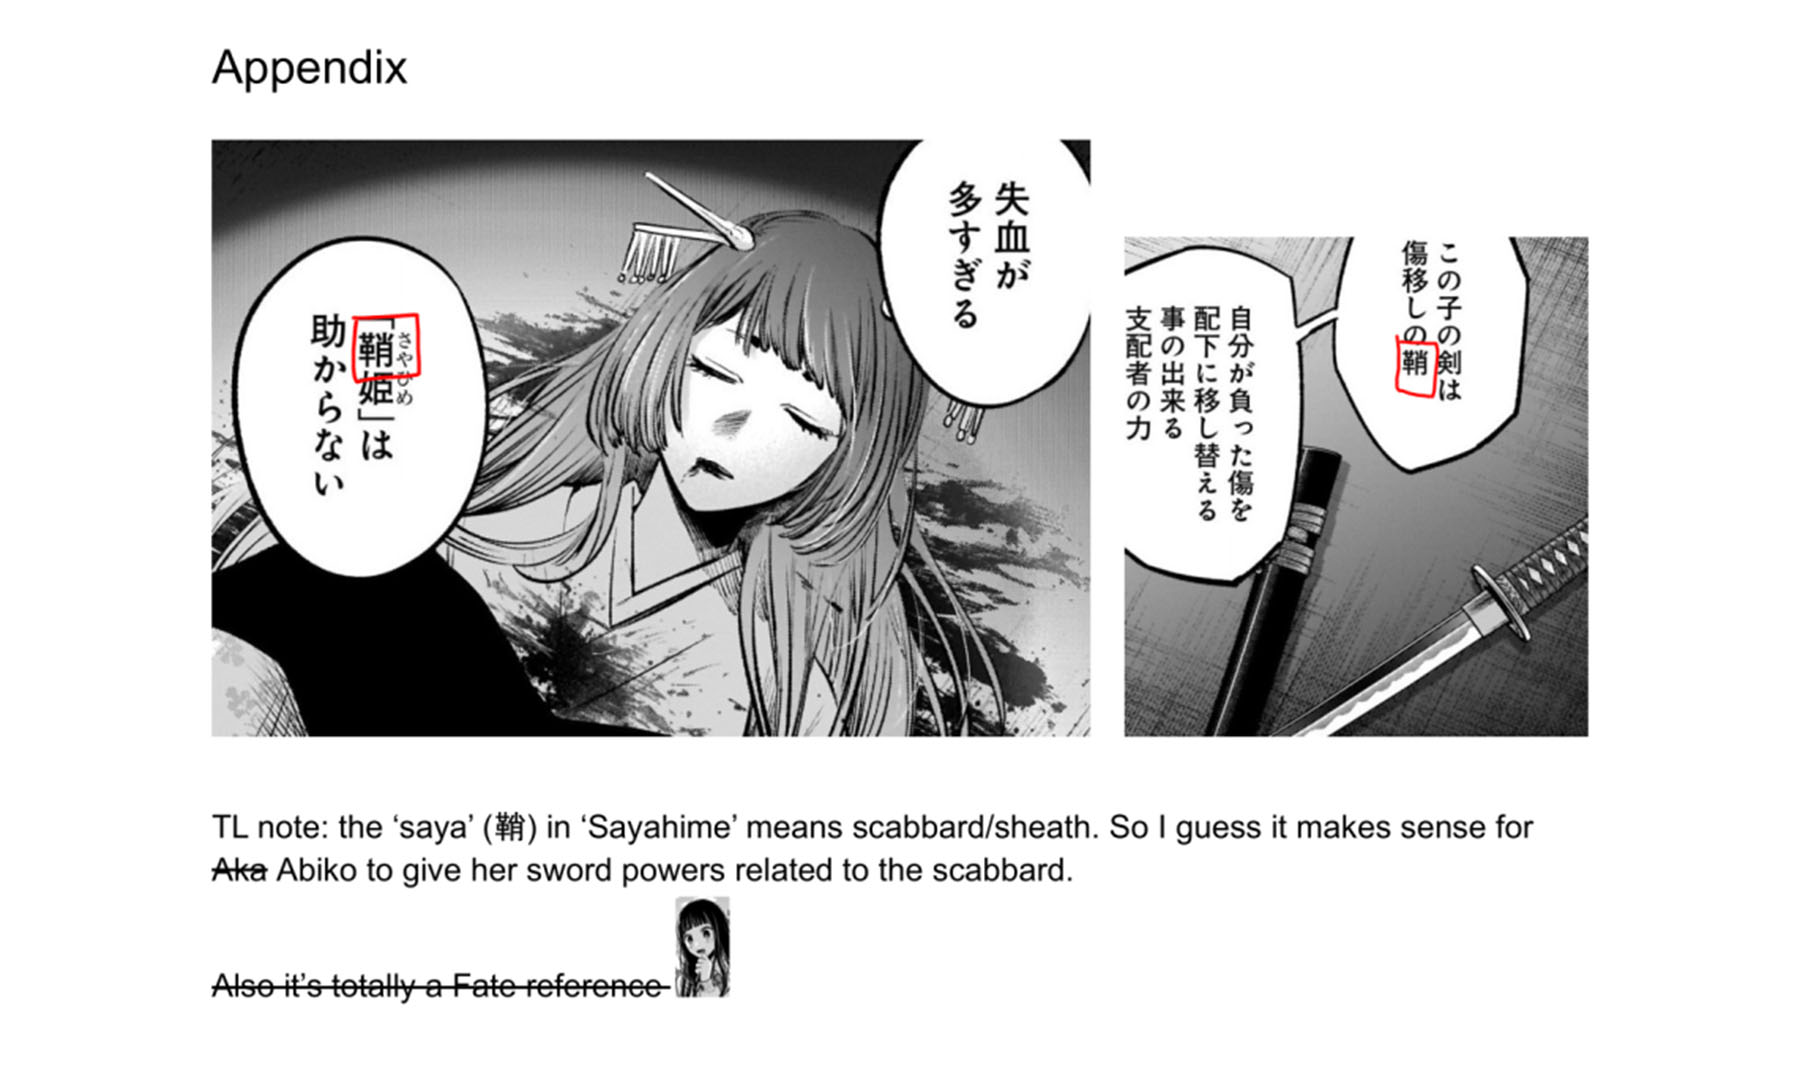 Appendix
失血が
多すぎる
「鞘姫」は
さやひめ
助からない
この子の剣は
傷移しの鞘
自分が負った傷を
配下に移し替える
事の出来る
支配者の力
TL note: the ‘saya’ (鞘) in ‘Sayahime’ means scabbard/sheath. So I guess it makes sense for
Aka Abiko to give her sword powers related to the scabbard.
Also it’s totally a Fate reference